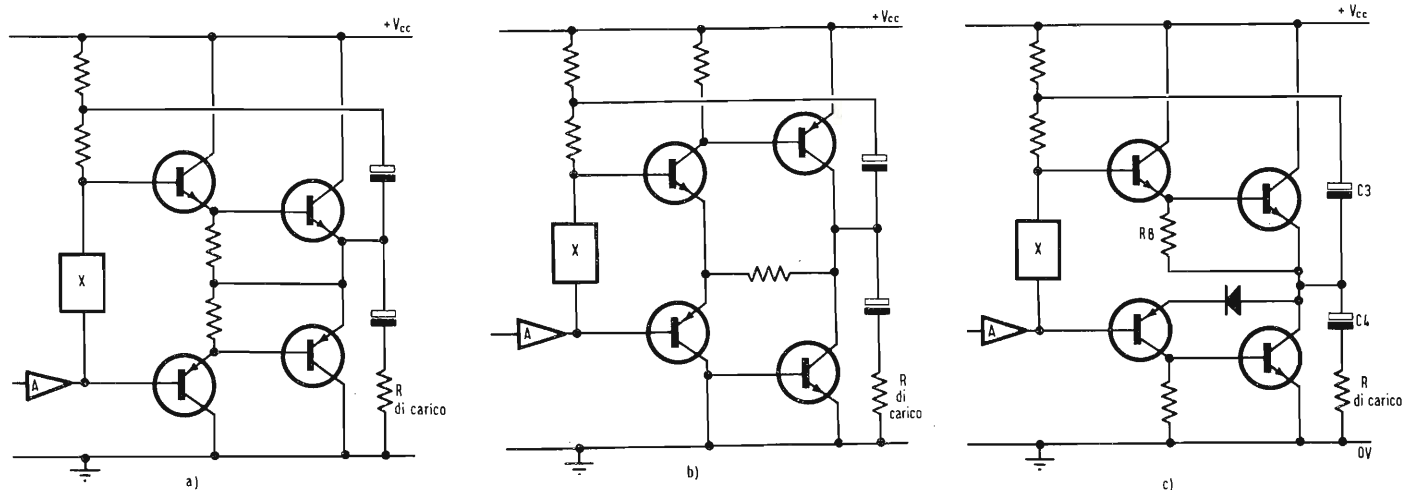 + Vcc
X
A
R
di carico
a)
+ Vcc
X
A
R
di
carico
b)
+ Vcc
C3
R8
X
A
C4
R
di carico
0V
c)